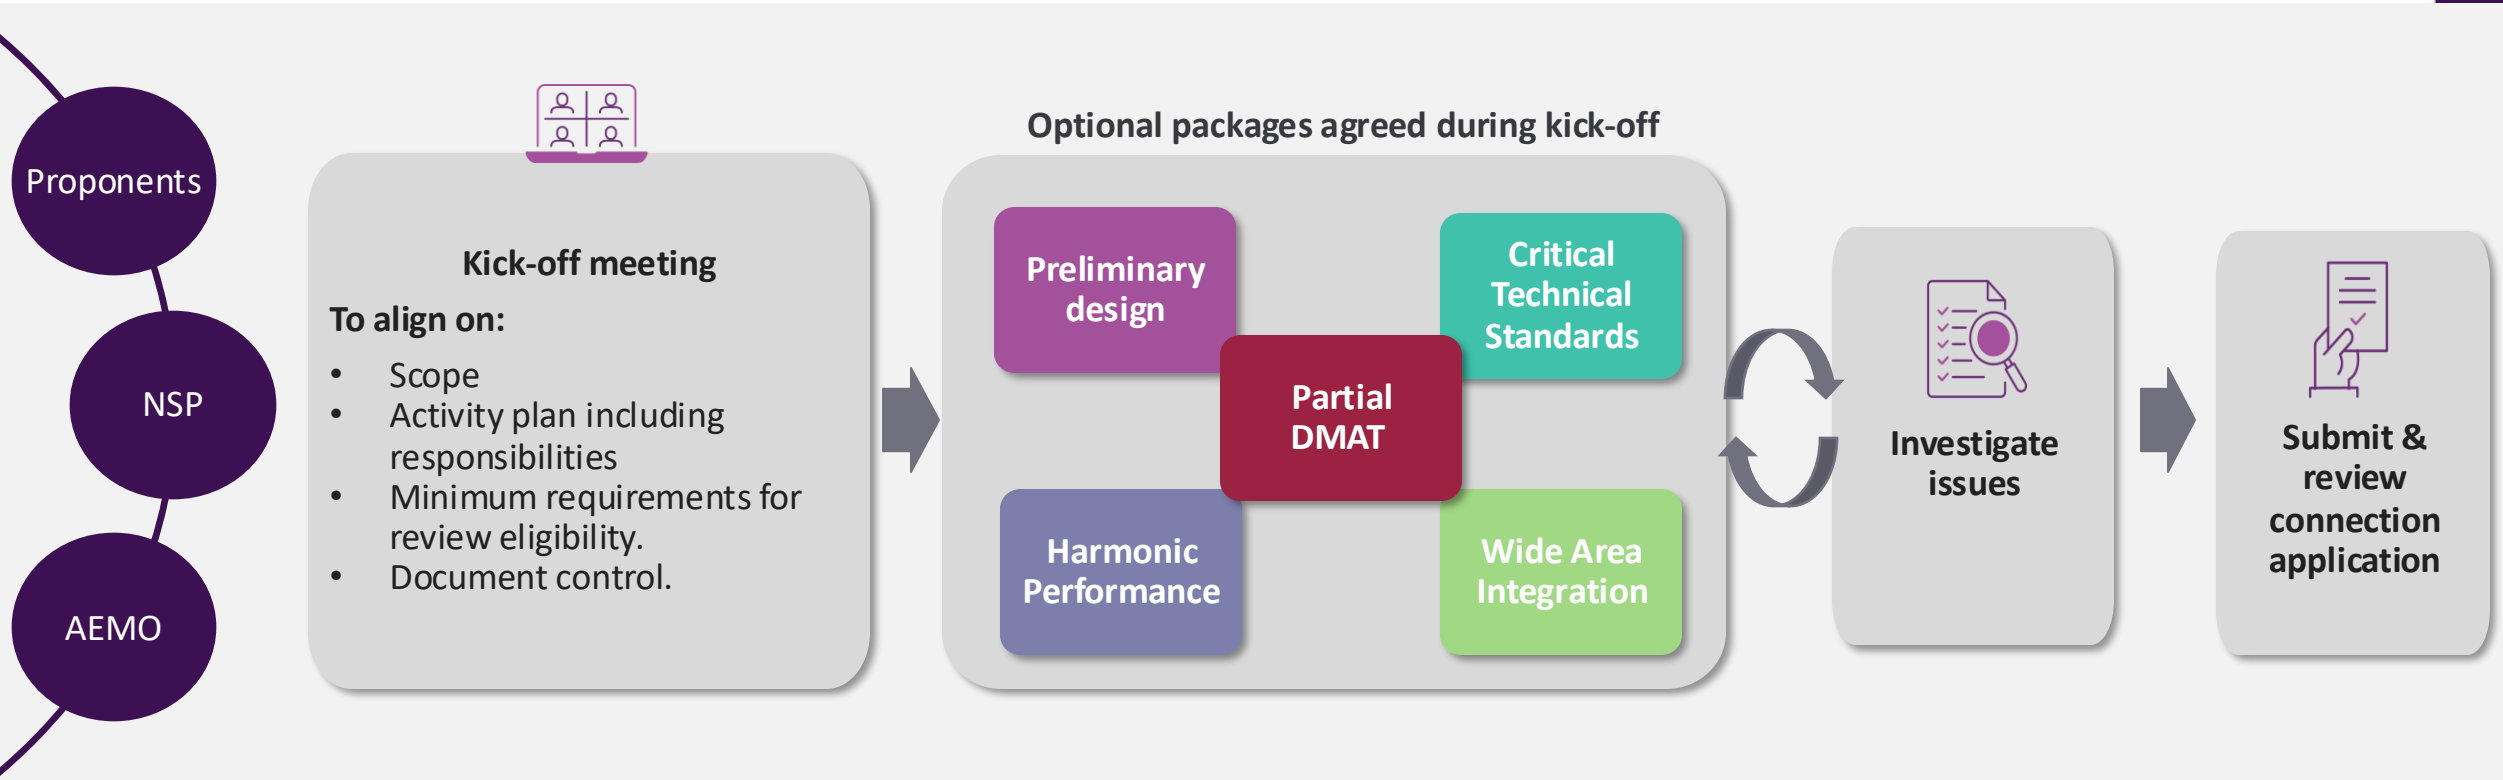 Proponents
NSP
AEMO
Kick-off meeting
To align on:
• Scope
• Activity plan including
responsibilities
• Minimum requirements for
review eligibility.
• Document control.
Optional packages agreed during kick-off
Preliminary
design
Critical
Technical
Standards
Partial
DMAT
Harmonic
Performance
Wide Area
Integration
Investigate
issues
Submit &
review
connection
application